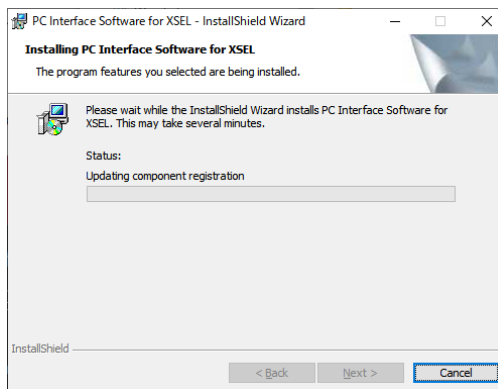 PC Interface Software for XSEL - InstallShield Wizard
Installing PC Interface Software for XSEL
The program features you selected are being installed.
Please wait while the InstallShield Wizard installs PC Interface Software for
XSEL. This may take several minutes.
Status:
Updating component registration
InstallShield
< Back
Next >
Cancel